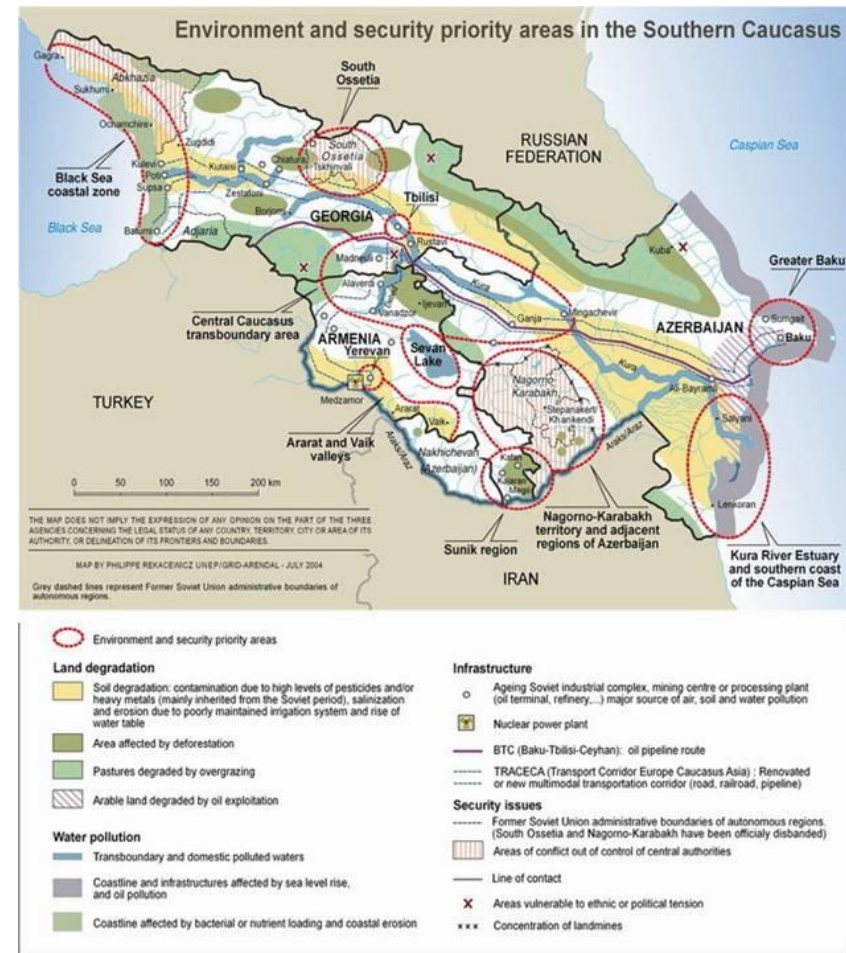 Environment and security priority areas in the Southern Caucasus
Gagra
Abkhazia
Sukhumi
Ochamchire
Zugdidi
Black Sea
coastal zone
Kulevi
Poti
Supsa
Kutaisi
Zestafoni
Chiatura
South
Ossetia
South
Ossetia
Tskhinvali
RUSSIAN
FEDERATION
Caspian Sea
Black Sea
Batumi
Adjaria
Borjomi
GEORGIA
Tbilisi
Rustavi
Madneuli
Kuba
Greater Baku
Central Caucasus
transboundary area
Alaverdi
Vanadzor
Ijevan
Kura
Ganja
Mingachevir
AZERBAIJAN
Sumgait
Baku
ARMENIA
Yerevan
Sevan
Lake
Kura
Ali-Bayramli
TURKEY
Medzamor
Nagorno-
Karabakh
Stepanakert/
Khankendi
Salyani
Ararat
Vaik
Ararat and Vaik
valleys
Araks/Araz
Nakhichevan
(Azerbaijan)
Kafan
Kajaran
Megri
Araks/Araz
Lenkoran
0 50 100 150 200 km
Sunik region
Nagorno-Karabakh
territory and adjacent
regions of Azerbaijan
Kura River Estuary
and southern coast
of the Caspian Sea
IRAN
THE MAP DOES NOT IMPLY THE EXPRESSION OF ANY OPINION ON THE PART OF THE THREE
AGENCIES CONCERNING THE LEGAL STATUS OF ANY COUNTRY, TERRITORY, CITY OR AREA OF ITS
AUTHORITY, OR DELINEATION OF ITS FRONTIERS AND BOUNDARIES.
MAP BY PHILIPPE REKACEWICZ UNEP/GRID-ARENDAL - JULY 2004
Grey dashed lines represent Former Soviet Union administrative boundaries of
autonomous regions.
Environment and security priority areas
Land degradation
Soil degradation: contamination due to high levels of pesticides and/or
heavy metals (mainly inherited from the Soviet period), salinization
and erosion due to poorly maintained irrigation system and rise of
water table
Area affected by deforestation
Pastures degraded by overgrazing
Arable land degraded by oil exploitation
Water pollution
Transboundary and domestic polluted waters
Coastline and infrastructures affected by sea level rise,
and oil pollution
Coastline affected by bacterial or nutrient loading and coastal erosion
Infrastructure
Ageing Soviet industrial complex, mining centre or processing plant
(oil terminal, refinery,...) major source of air, soil and water pollution
Nuclear power plant
BTC (Baku-Tbilisi-Ceyhan): oil pipeline route
TRACECA (Transport Corridor Europe Caucasus Asia) : Renovated
or new multimodal transportation corridor (road, railroad, pipeline)
Security issues
Former Soviet Union administrative boundaries of autonomous regions.
(South Ossetia and Nagorno-Karabakh have been officialy disbanded)
Areas of conflict out of control of central authorities
Line of contact
Areas vulnerable to ethnic or political tension
Concentration of landmines